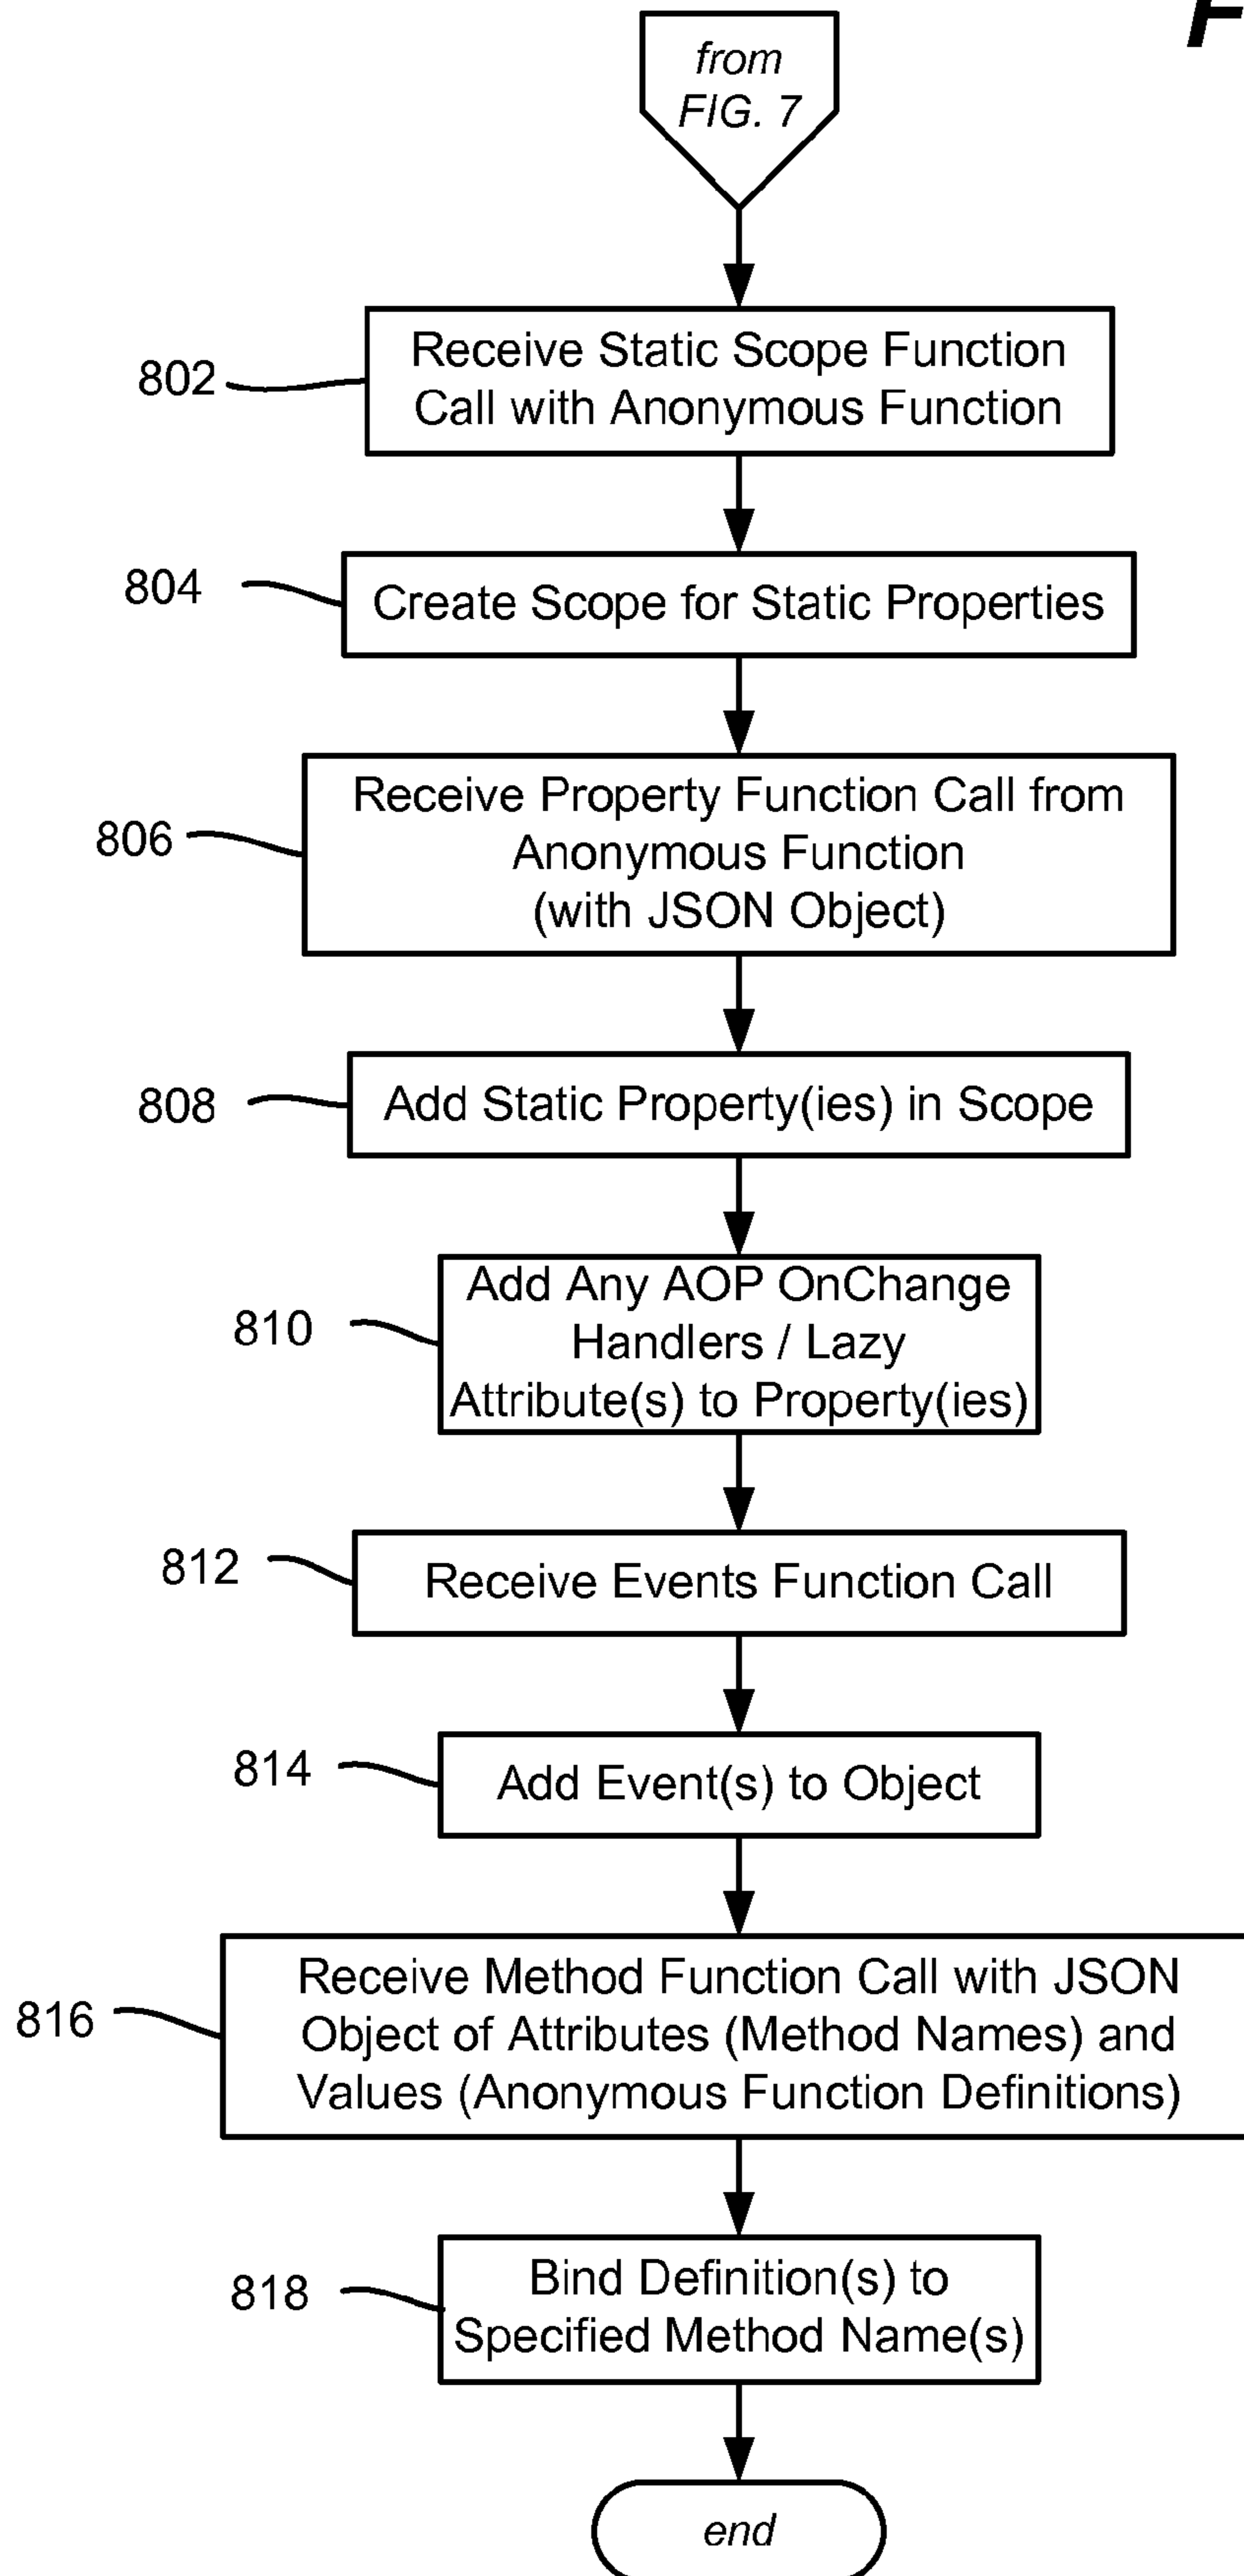 F
from
FIG. 7
802
Receive Static Scope Function
Call with Anonymous Function
804
Create Scope for Static Properties
806
Receive Property Function Call from
Anonymous Function
(with JSON Object)
808
Add Static Property(ies) in Scope
810
Add Any AOP OnChange
Handlers / Lazy
Attribute(s) to Property(ies)
812
Receive Events Function Call
814
Add Event(s) to Object
816
Receive Method Function Call with JSON
Object of Attributes (Method Names) and
Values (Anonymous Function Definitions)
818
Bind Definition(s) to
Specified Method Name(s)
end